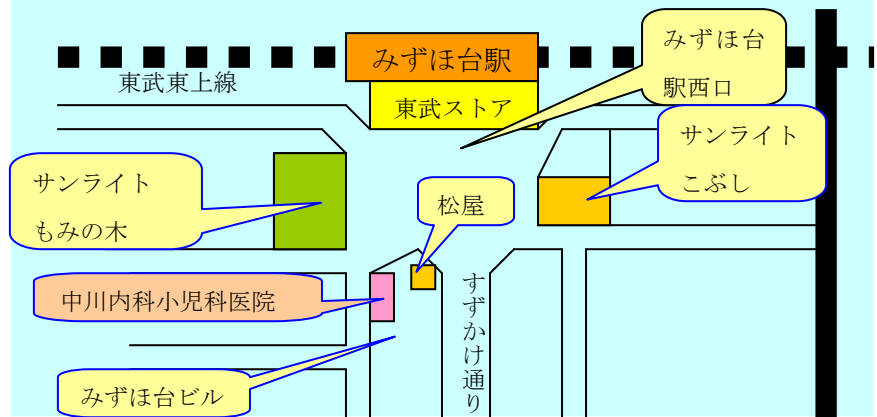 みずほ台駅
東武ストア
東武東上線
みずほ台
駅西口
サンライト
こぶし
サンライト
もみの木
松屋
中川内科小児科医院
すずかけ通り
みずほ台ビル